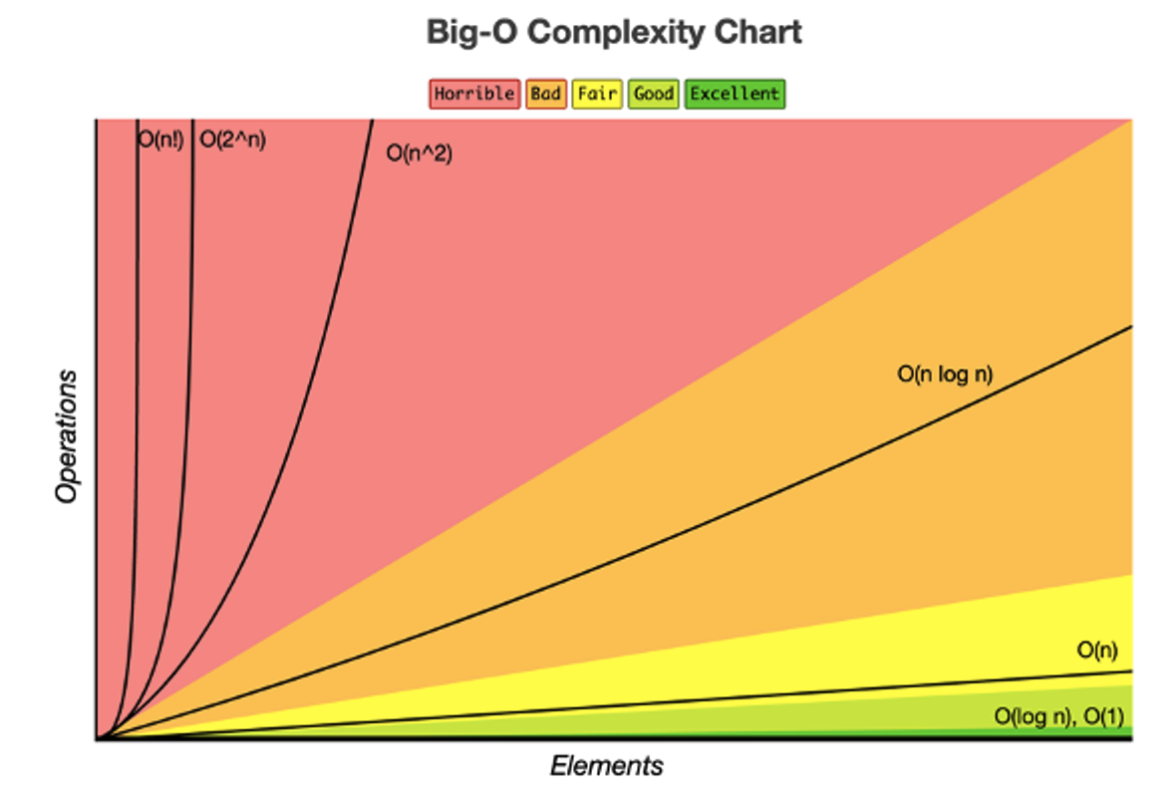 Big-O Complexity Chart
Horrible Bad Fair Good Excellent
O(n!) O(2^n)
O(n^2)
O(n log n)
Operations
O(n)
O(log n), O(1)
Elements